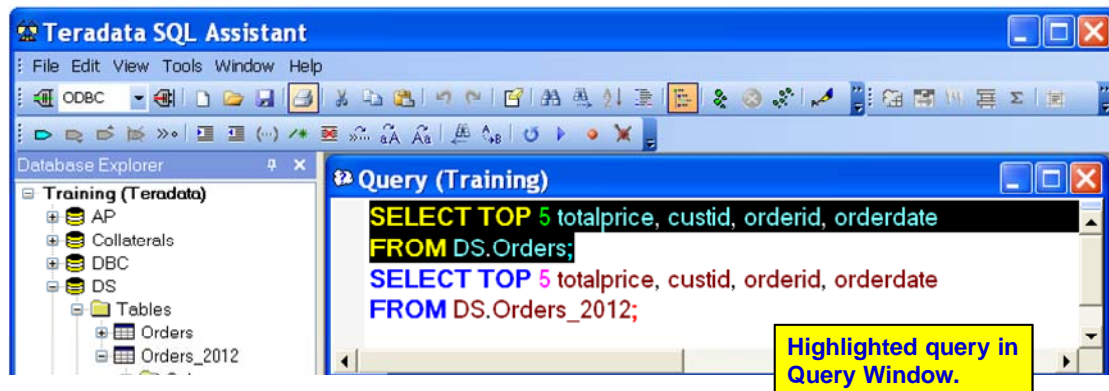 Teradata SQL Assistant
File Edit View Tools Window Help
ODBC
Database Explorer
Training (Teradata)
AP
Collaterals
DBC
DS
Tables
Orders
Orders_2012
Query (Training)
SELECT TOP 5 totalprice, custid, orderid, orderdate
FROM DS.Orders;
SELECT TOP 5 totalprice, custid, orderid, orderdate
FROM DS.Orders_2012;
Highlighted query in
Query Window.